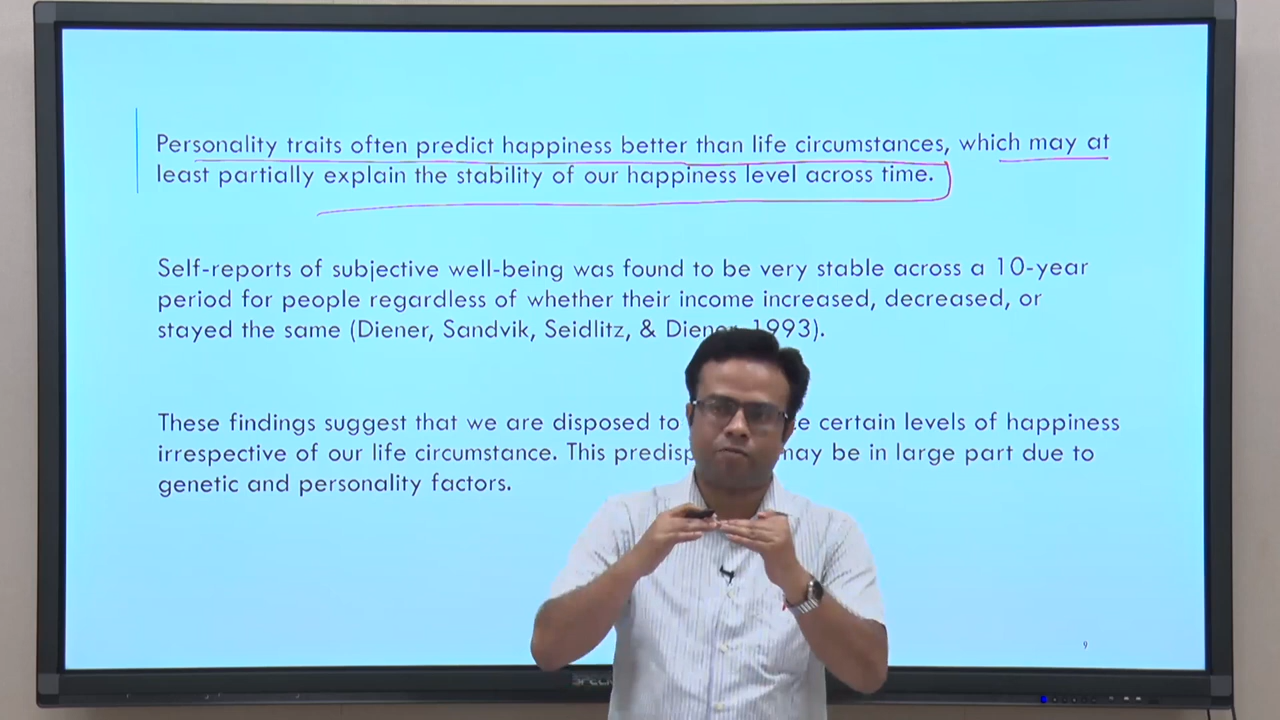 Personality traits often predict happiness better than life circumstances, which may at
least partially explain the stability of our happiness level across time.
Self-reports of subjective well-being was found to be very stable across a 10-year
period for people regardless of whether their income increased, decreased, or
stayed the same (Diener, Sandvik, Seidlitz, & Diener, 1993).
These findings suggest that we are disposed to certain levels of happiness
irrespective of our life circumstance. This may be in large part due to
genetic and personality factors.
9